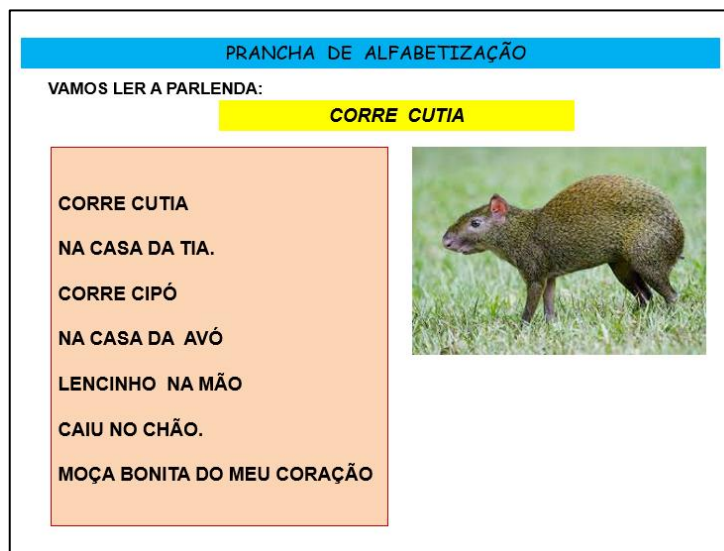 PRANCHA DE ALFABETIZAÇÃO
VAMOS LER A PARLENDA:
CORRE CUTIA
CORRE CUTIA
NA CASA DA TIA.
CORRE CIPÓ
NA CASA DA AVÓ
LENCINHO NA MÃO
CAIU NO CHÃO.
MOÇA BONITA DO MEU CORAÇÃO